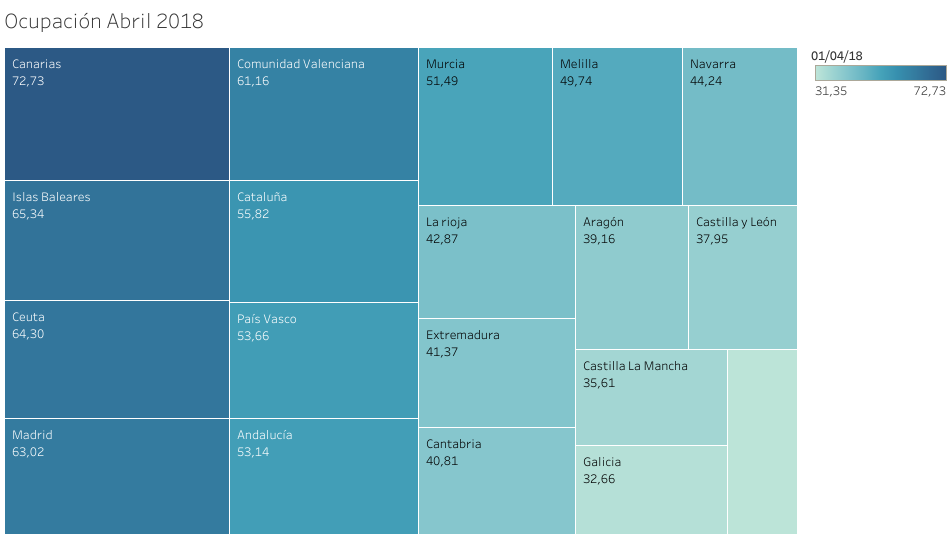 Ocupación Abril 2018
Canarias
72,73
Islas Baleares
65,34
Ceuta
64,30
Madrid
63,02
Comunidad Valenciana
61,16
Cataluña
55,82
País Vasco
53,66
Andalucía
53,14
Murcia
51,49
Melilla
49,74
Navarra
44,24
La rioja
42,87
Extremadura
41,37
Cantabria
40,81
Aragón
39,16
Castilla y León
37,95
Castilla La Mancha
35,61
Galicia
32,66
01/04/18
31,35
72,73